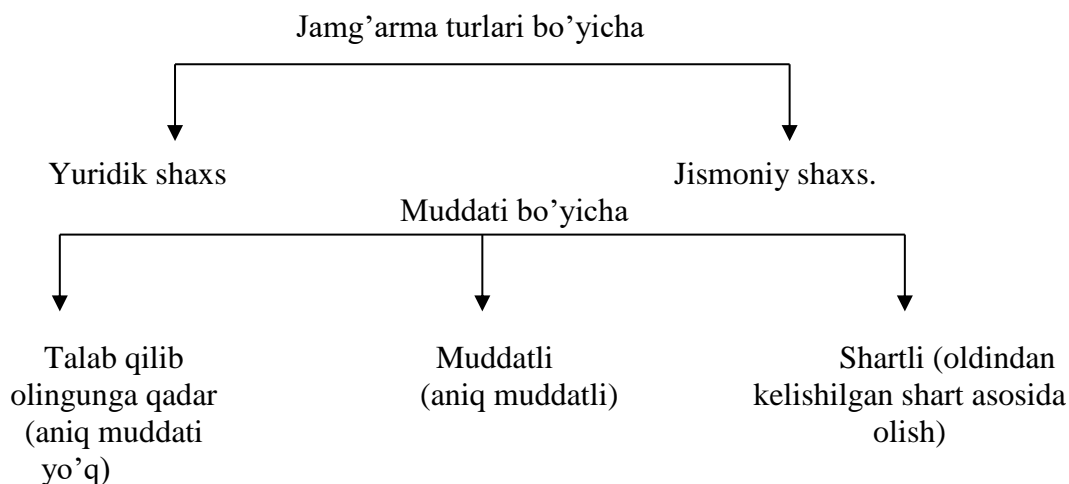 Jamg’arma turlari bo’yicha
Yuridik shaxs
Jismoniy shaxs.
Muddati bo’yicha
Talab qilib
olingunga qadar
(aniq muddati
yo’q)
Muddatli
(aniq muddatli)
Shartli (oldindan
kelishilgan shart asosida
olish)